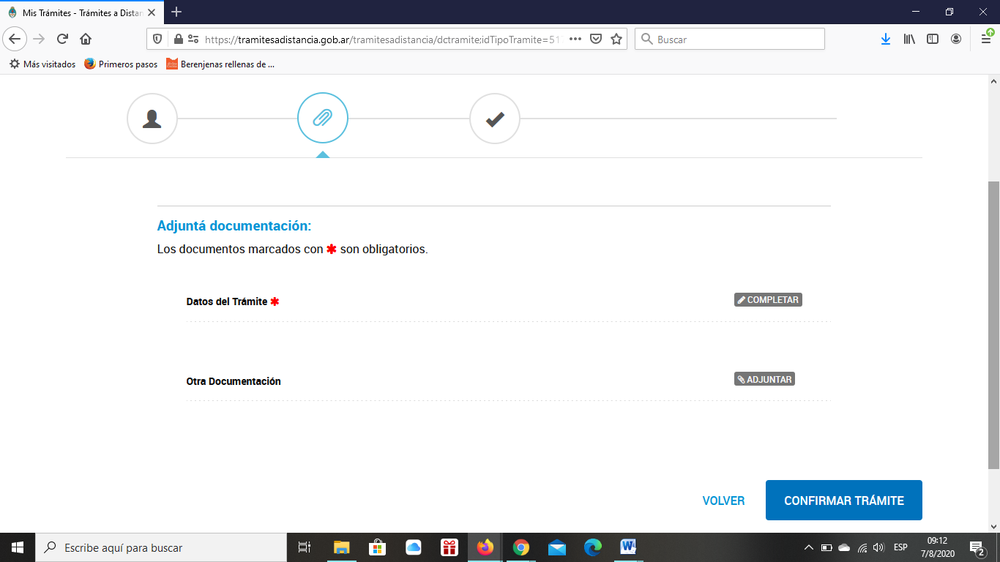 Mis Trámites - Trámites a Distan
https://tramitesadistancia.gob.ar/tramitesadistancia/dctramite;idTipoTramite=51
Buscar
Más visitados
Primeros pasos
Berenjenas rellenas de ...
Adjuntá documentación:
Los documentos marcados con * son obligatorios.
Datos del Trámite *
COMPLETAR
Otra Documentación
ADJUNTAR
VOLVER
CONFIRMAR TRÁMITE
Escribe aquí para buscar
ESP
09:12
7/8/2020
2